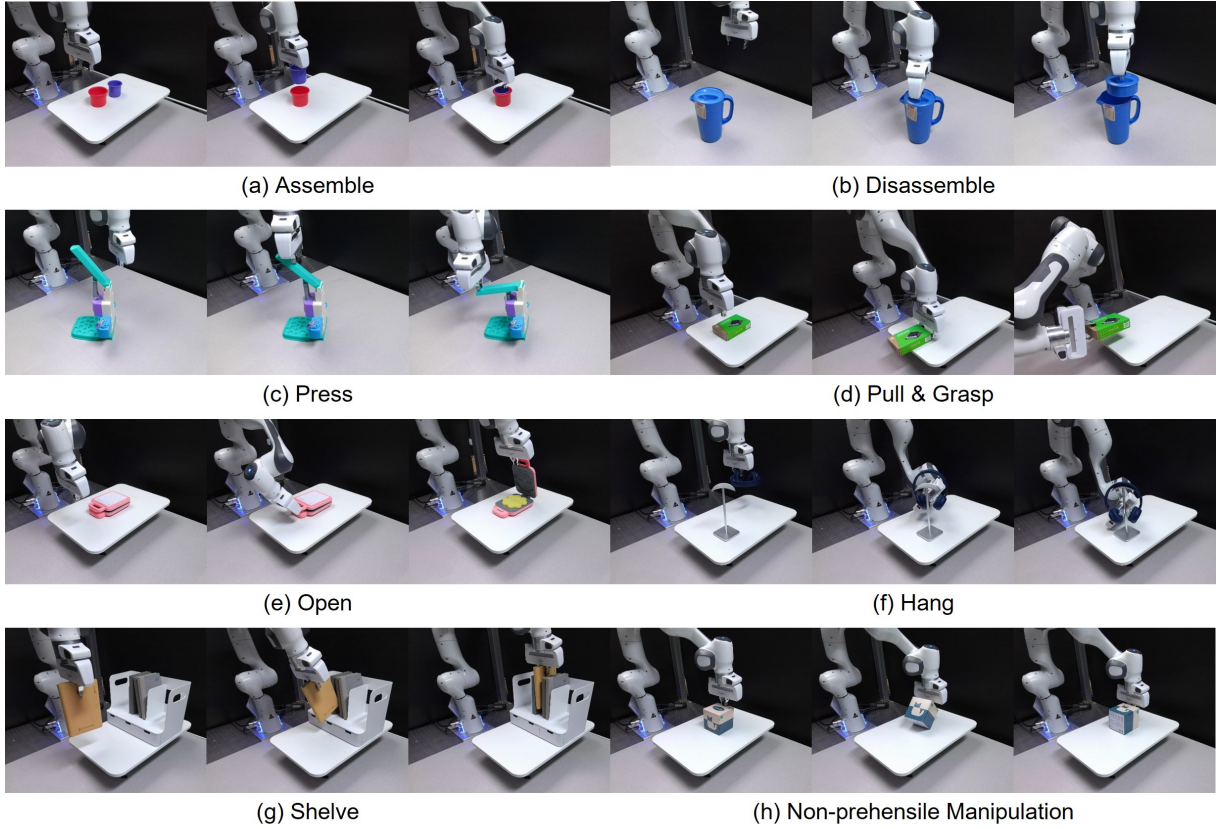 (a) Assemble
(b) Disassemble
(c) Press
(d) Pull & Grasp
(e) Open
(f) Hang
(g) Shelve
(h) Non-prehensile Manipulation